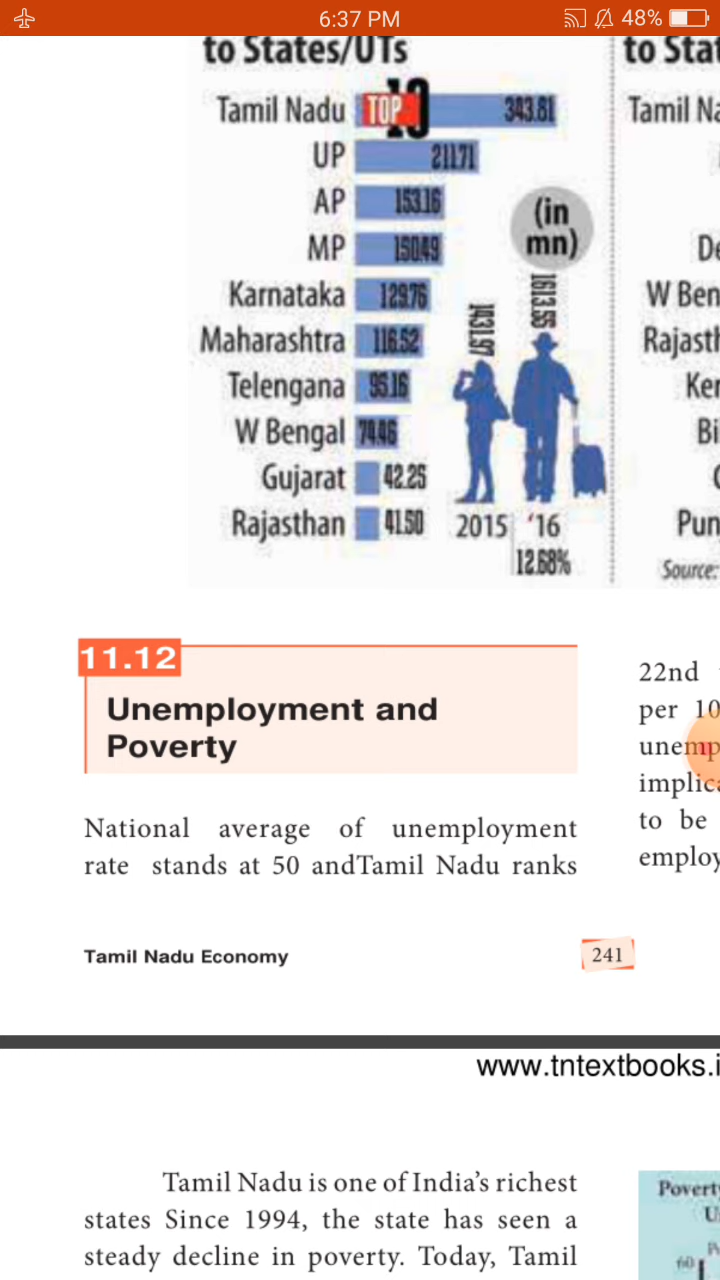 6:37 PM
48%
to States/UTs
TOP 10
Tamil Nadu 343.81
UP 211.71
AP 153.16
MP 150.49
Karnataka 129.76
Maharashtra 116.52
Telengana 95.16
W Bengal 74.46
Gujarat 42.25
Rajasthan 41.50
(in
mn)
1431.97
1613.55
2015 '16
12.68%
to Stat
Tamil Na
De
W Ben
Rajasth
Ker
Bi
Pun
Source:
11.12
Unemployment and
Poverty
National average of unemployment
rate stands at 50 andTamil Nadu ranks
22nd
per 10
unemp
implica
to be
employ
Tamil Nadu Economy
241
www.tntextbooks.i
Tamil Nadu is one of India's richest
states Since 1994, the state has seen a
steady decline in poverty. Today, Tamil
Povert
U
60